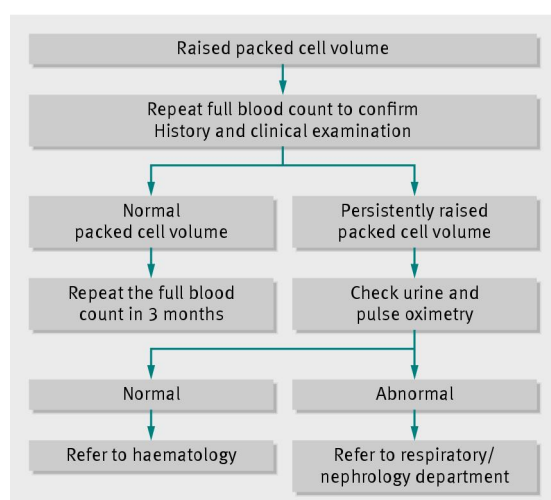 Raised packed cell volume
Repeat full blood count to confirm
History and clinical examination
Normal
packed cell volume
Persistently raised
packed cell volume
Repeat the full blood
count in 3 months
Check urine and
pulse oximetry
Normal
Abnormal
Refer to haematology
Refer to respiratory/
nephrology department